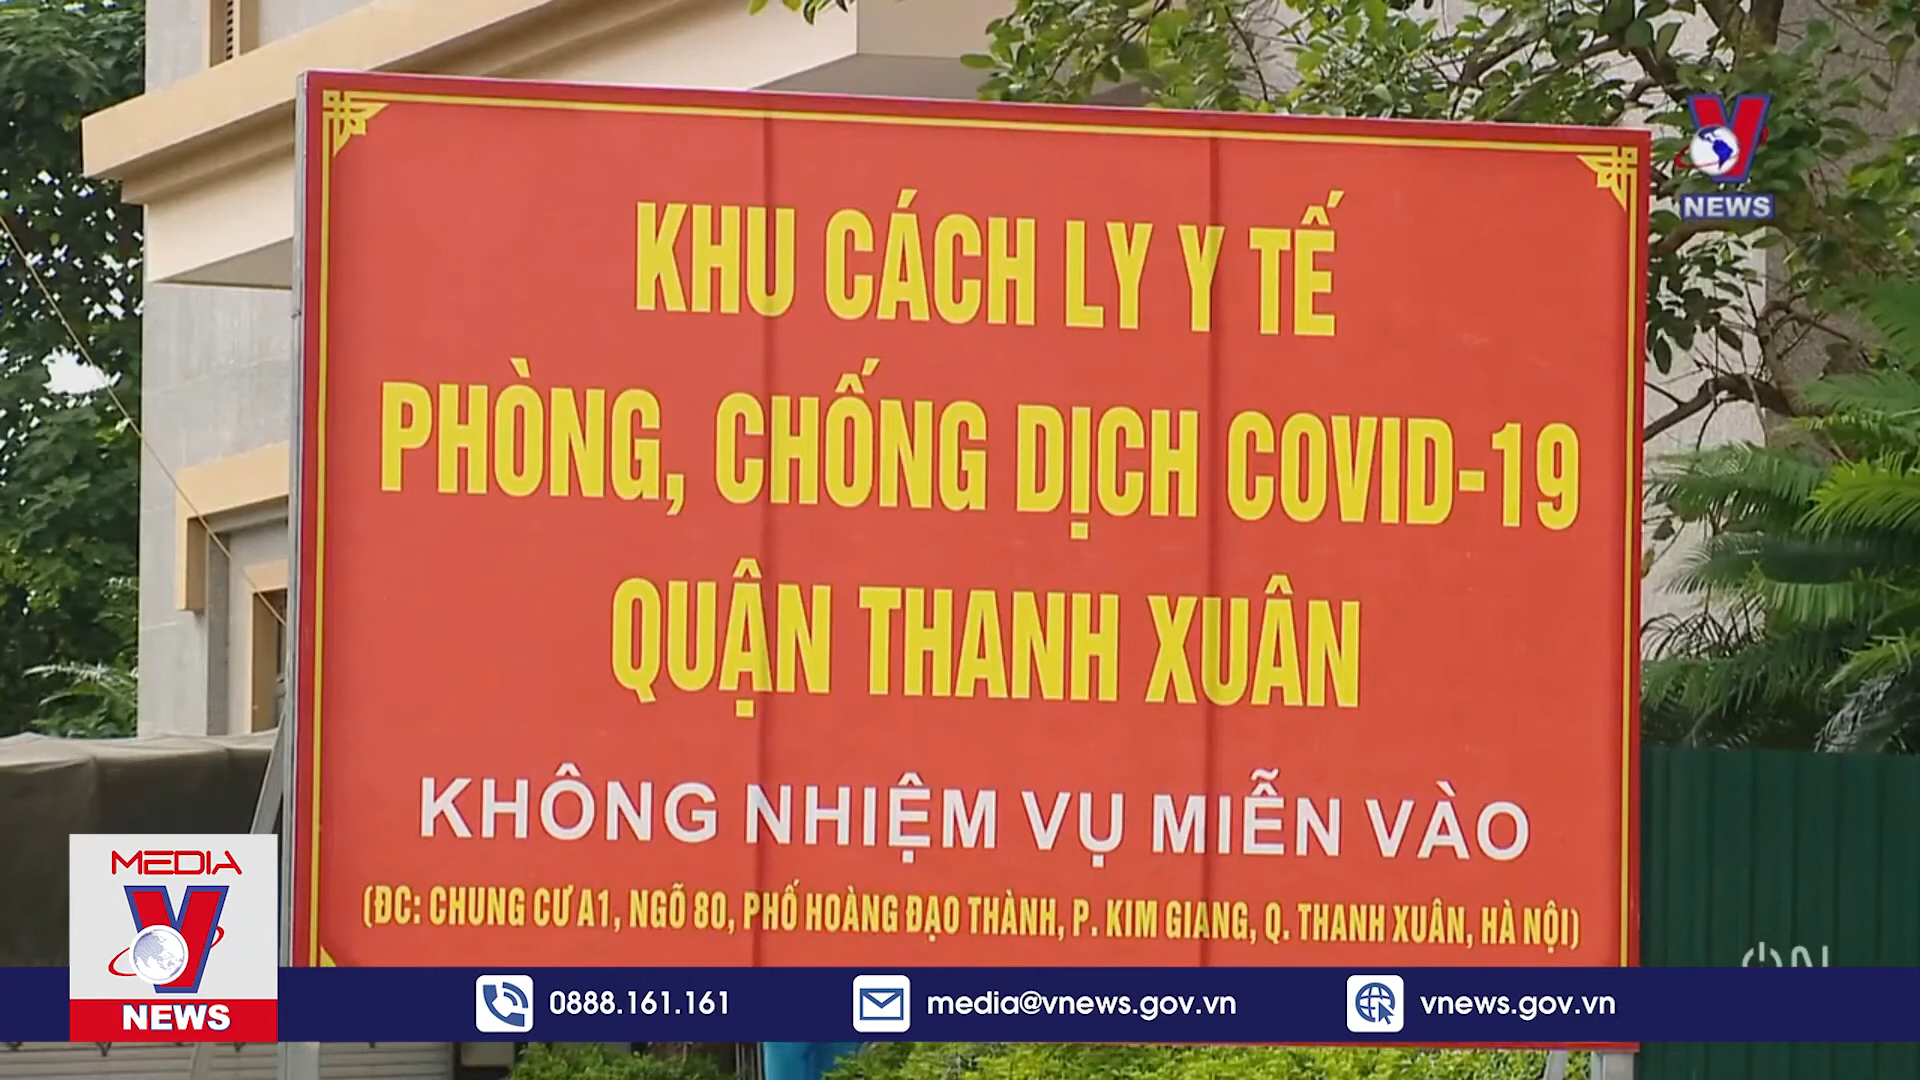 KHU CÁCH LY Y TẾ
PHÒNG, CHỐNG DỊCH COVID-19
QUẬN THANH XUÂN
KHÔNG NHIỆM VỤ MIỄN VÀO
(ĐC: CHUNG CƯ A1, NGÕ 80, PHỐ HOÀNG ĐẠO THÀNH, P. KIM GIANG, Q. THANH XUÂN, HÀ NỘI)
V
NEWS
MEDIA
V
NEWS
0888.161.161
media@vnews.gov.vn
vnews.gov.vn